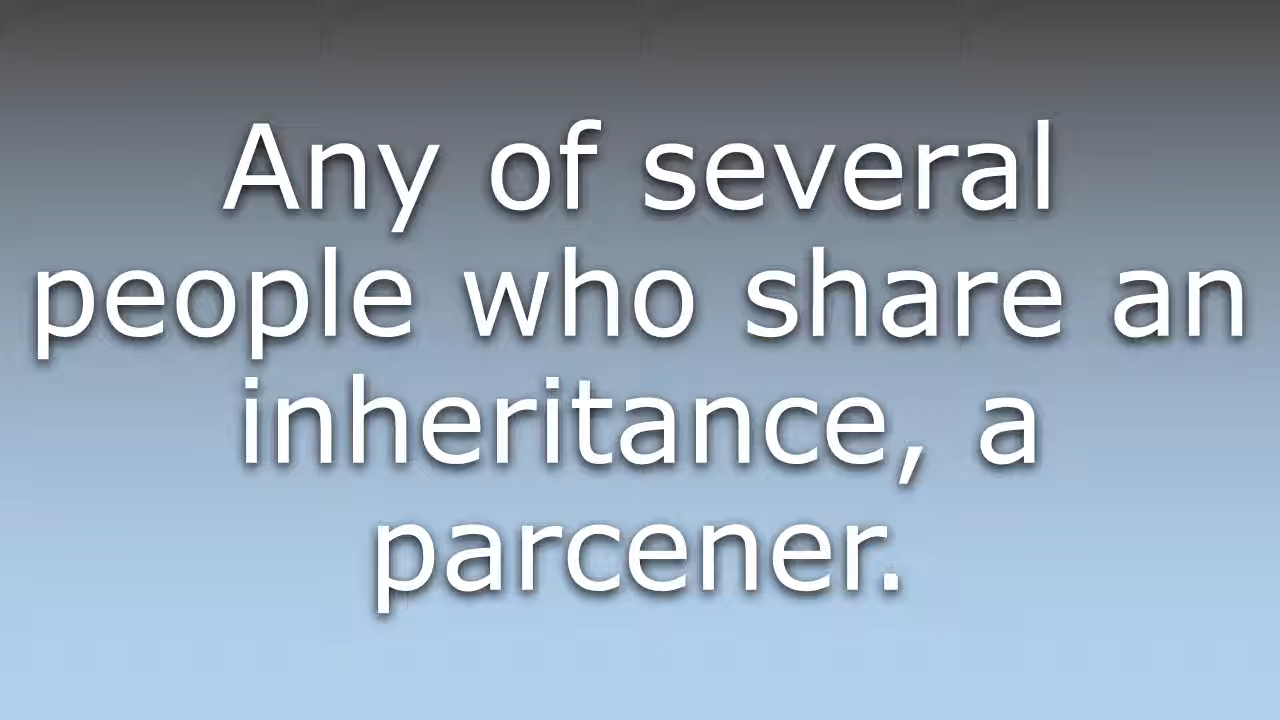 Any of several
people who share an
inheritance, a
parcener.